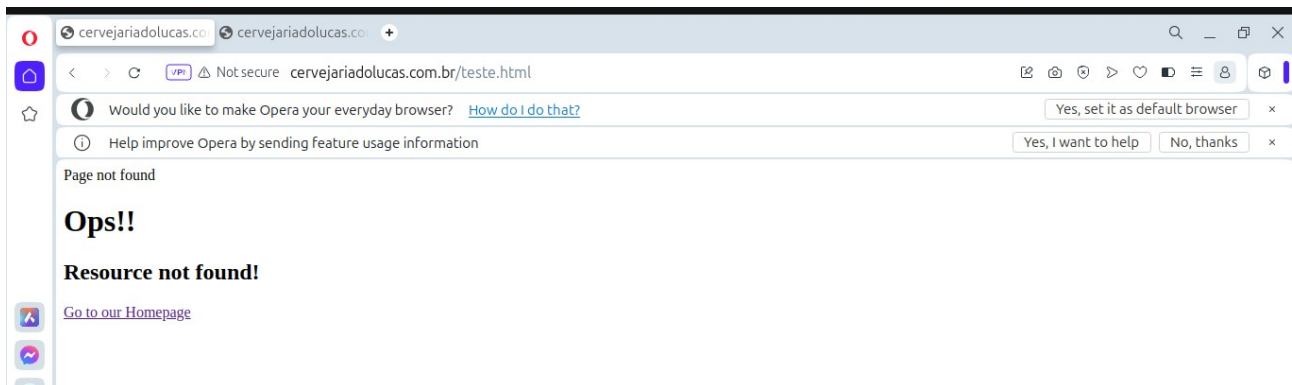 cervejariadolucas.co
cervejariadolucas.co
VPN Not secure cervejariadolucas.com.br/teste.html
Would you like to make Opera your everyday browser? How do I do that? Yes, set it as default browser
Help improve Opera by sending feature usage information Yes, I want to help No, thanks
Page not found
Ops!!
Resource not found!
Go to our Homepage